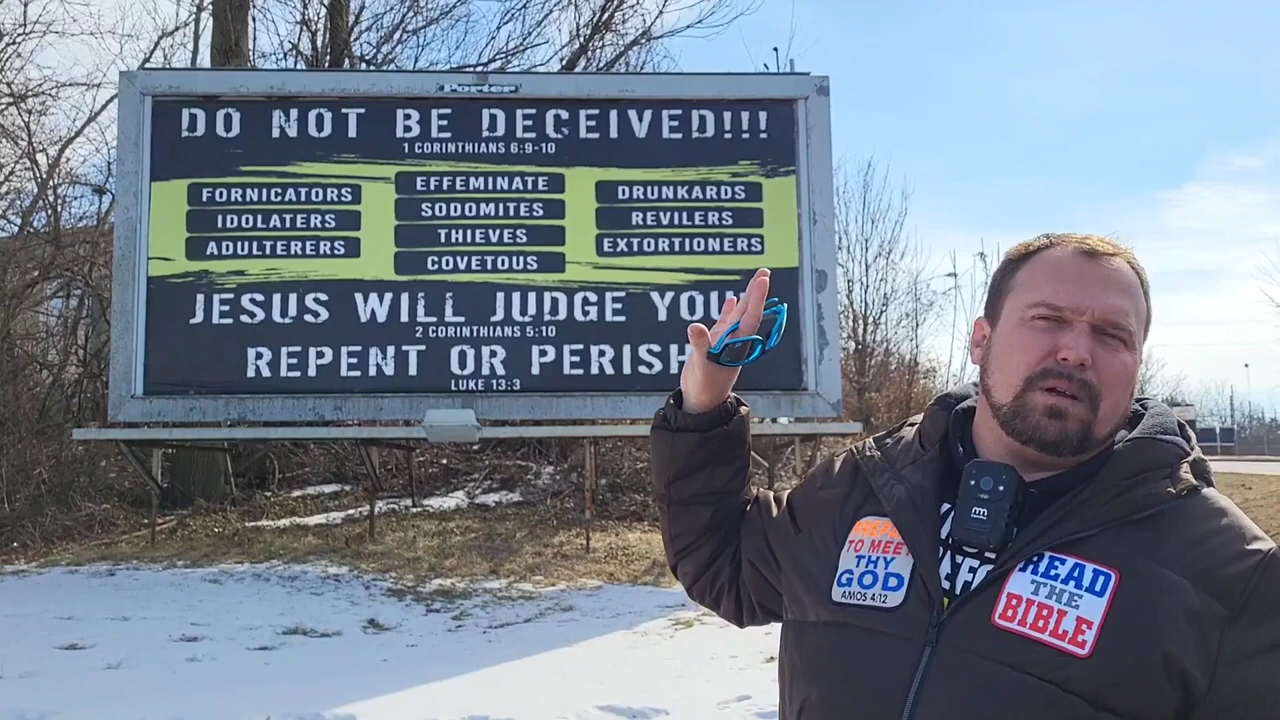 Porter
DO NOT BE DECEIVED!!!
1 CORINTHIANS 6:9-10
FORNICATORS
IDOLATERS
ADULTERERS
EFFEMINATE
SODOMITES
THIEVES
COVETOUS
DRUNKARDS
REVILERS
EXTORTIONERS
JESUS WILL JUDGE YOU
2 CORINTHIANS 5:10
REPENT OR PERISH
LUKE 13:3
TO MEET
THY
GOD
AMOS 4:12
READ
THE
BIBLE